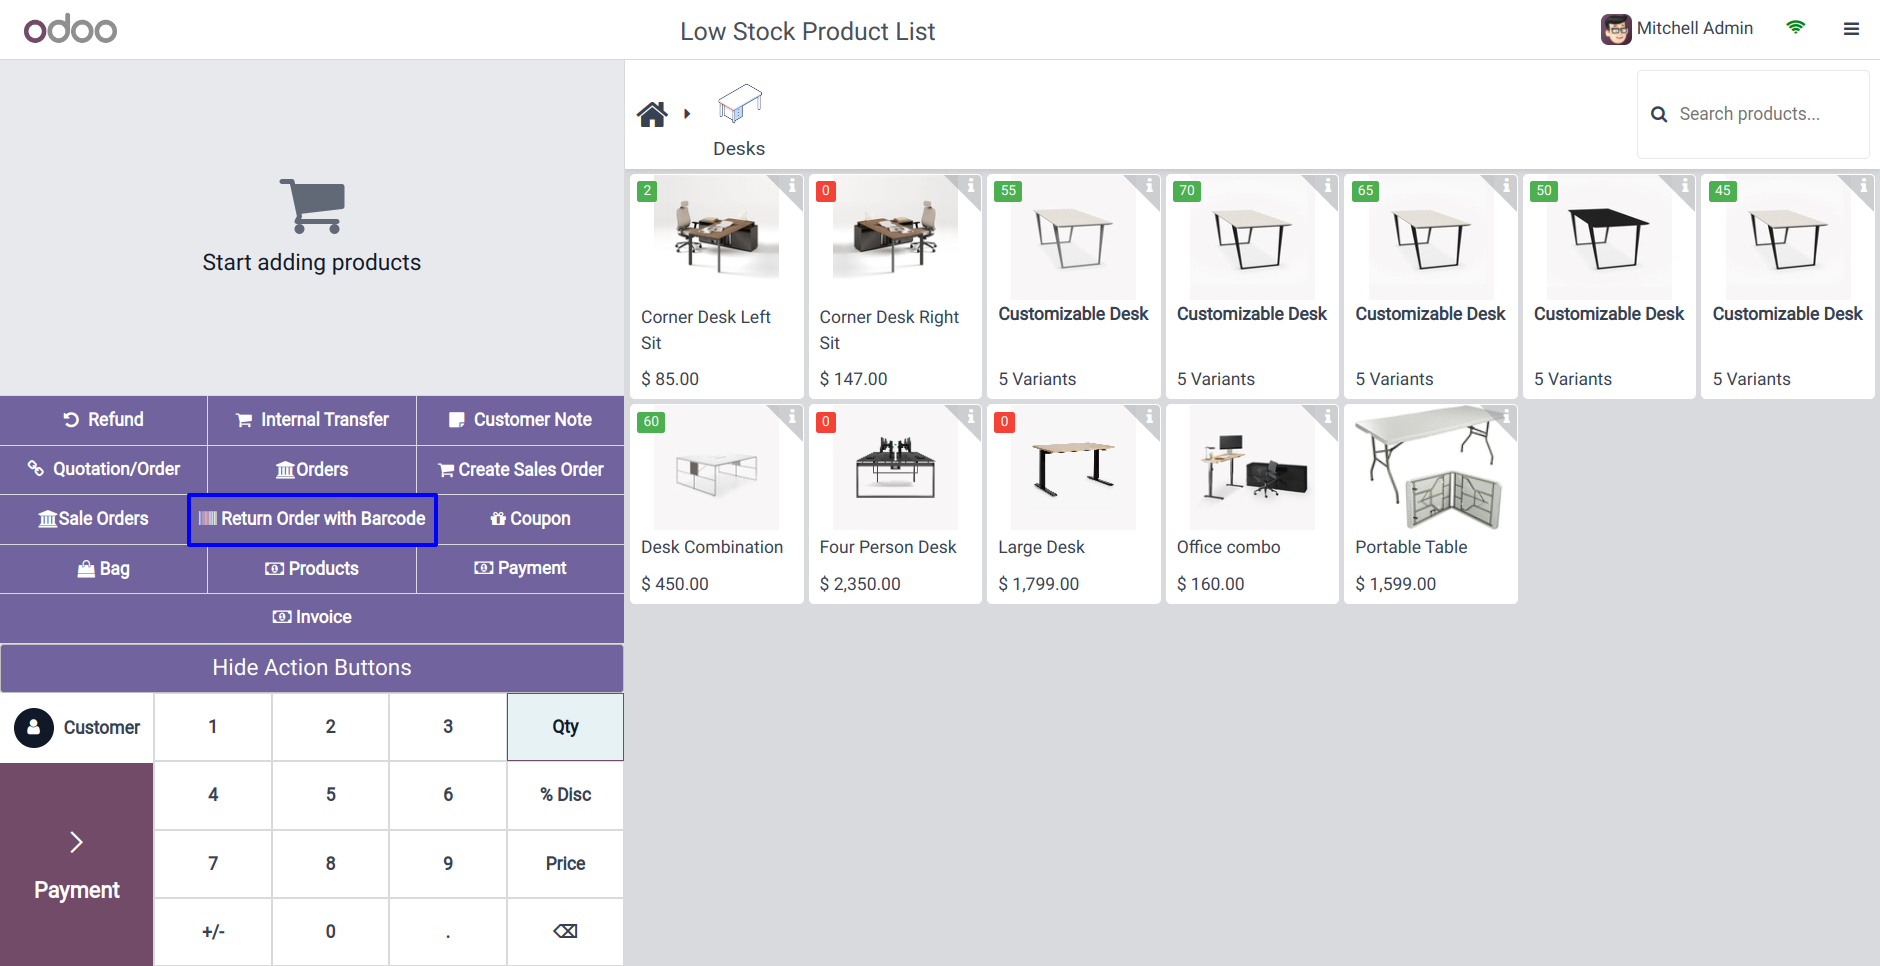 odoo
Low Stock Product List
Mitchell Admin
Start adding products
Desks
Search products...
2
Corner Desk Left
Sit
$ 85.00
0
Corner Desk Right
Sit
$ 147.00
55
Customizable Desk
5 Variants
70
Customizable Desk
5 Variants
65
Customizable Desk
5 Variants
50
Customizable Desk
5 Variants
45
Customizable Desk
5 Variants
60
Desk Combination
$ 450.00
0
Four Person Desk
$ 2,350.00
0
Large Desk
$ 1,799.00
Office combo
$ 160.00
Portable Table
$ 1,599.00
Refund
Internal Transfer
Customer Note
Quotation/Order
Orders
Create Sales Order
Sale Orders
Return Order with Barcode
Coupon
Bag
Products
Payment
Invoice
Hide Action Buttons
Customer
1
2
3
Qty
4
5
6
% Disc
7
8
9
Price
Payment
+/-
0
.
⌫